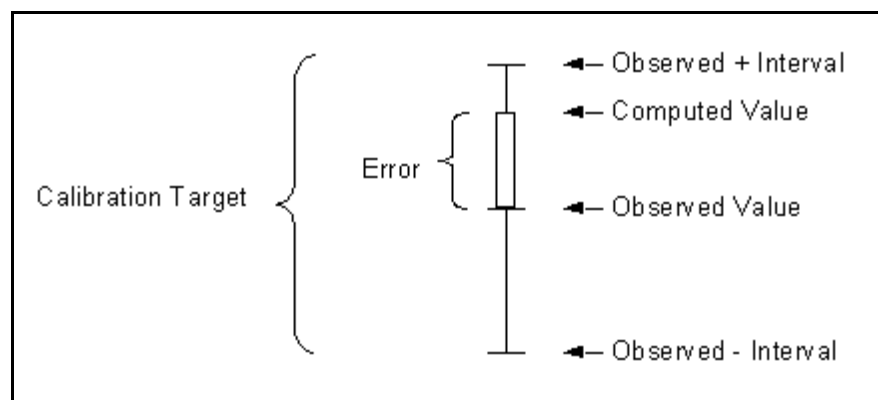 Observed + Interval
Computed Value
Error
Calibration Target
Observed Value
Observed - Interval